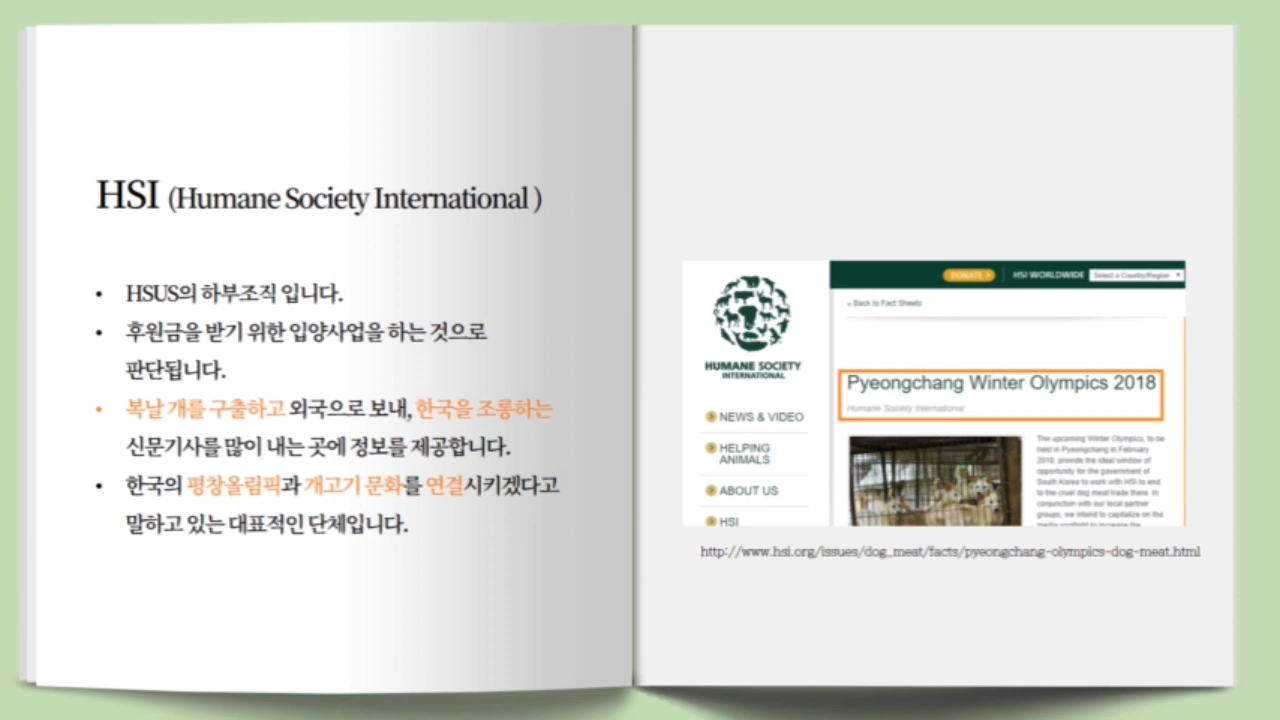 HSI (Humane Society International )
• HSUS의 하부조직 입니다.
• 후원금을 받기 위한 입양사업을 하는 것으로
판단됩니다.
• 복날 개를 구출하고 외국으로 보내, 한국을 조롱하는
신문기사를 많이 내는 곳에 정보를 제공합니다.
• 한국의 평창올림픽과 개고기 문화를 연결시키겠다고
말하고 있는 대표적인 단체입니다.
DONATE >
HSI WORLDWIDE
Select a Country/Region
« Back to Fact Sheets
HUMANE SOCIETY
INTERNATIONAL
Pyeongchang Winter Olympics 2018
Humane Society International
NEWS & VIDEO
HELPING
ANIMALS
ABOUT US
HSI
The upcoming Winter Olympics, to be
held in Pyeongchang in February
2018, provide the ideal window of
opportunity for the government of
South Korea to work with HSI to end
to the cruel dog meat trade there. In
conjunction with our local partner
groups, we intend to capitalize on the
media spotlight to increase the
http://www.hsi.org/issues/dog_meat/facts/pyeongchang-olympics-dog-meat.html